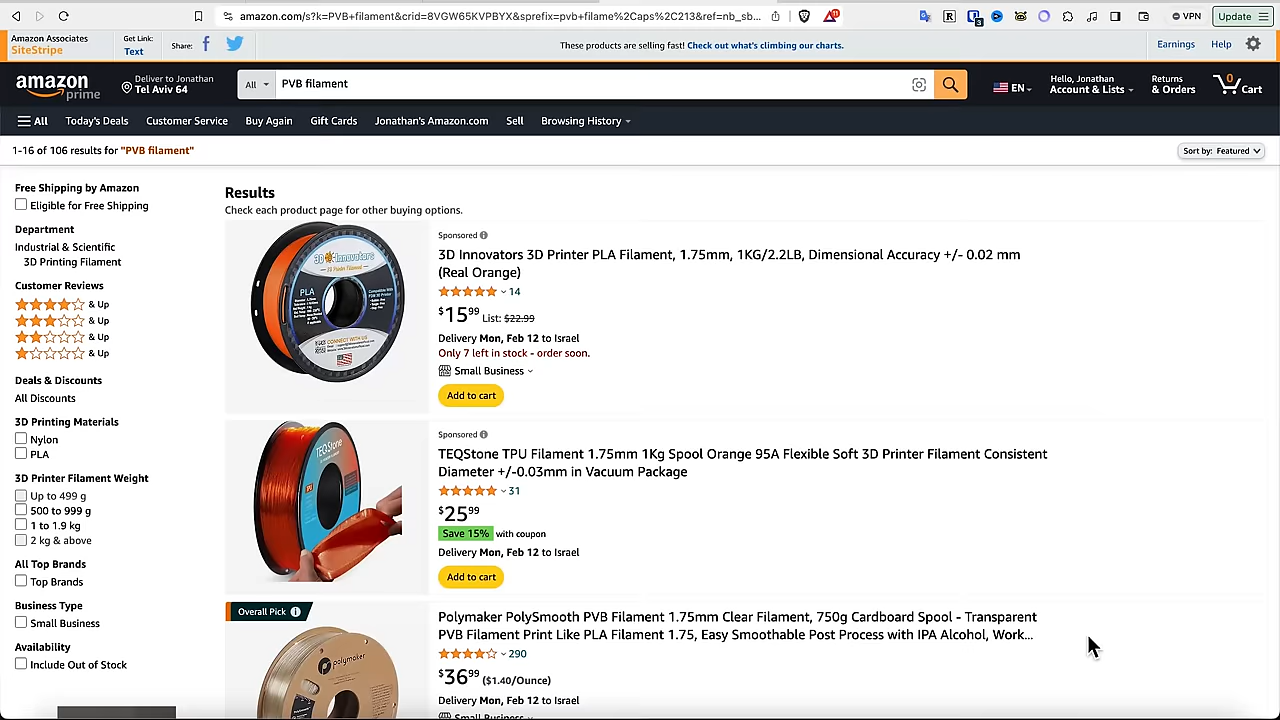 amazon.com/s?k=PVB+filament&crid=8VGW65KVPBYX&sprefix=pvb+filame%2Caps%2C213&ref=nb_sb...
VPN
Update
Amazon Associates
SiteStripe
Get Link:
Text
Share:
These products are selling fast! Check out what's climbing our charts.
Earnings
Help
amazon
prime
Deliver to Jonathan
Tel Aviv 64
All
PVB filament
EN
Hello, Jonathan
Account & Lists
Returns
& Orders
0
Cart
All
Today's Deals
Customer Service
Buy Again
Gift Cards
Jonathan's Amazon.com
Sell
Browsing History
1-16 of 106 results for "PVB filament"
Sort by: Featured
Free Shipping by Amazon
Eligible for Free Shipping
Department
Industrial & Scientific
3D Printing Filament
Customer Reviews
& Up
& Up
& Up
& Up
Deals & Discounts
All Discounts
3D Printing Materials
Nylon
PLA
3D Printer Filament Weight
Up to 499 g
500 to 999 g
1 to 1.9 kg
2 kg & above
All Top Brands
Top Brands
Business Type
Small Business
Availability
Include Out of Stock
Results
Check each product page for other buying options.
3D Innovators
3D Printer Filament
PLA
CONNECT WITH US
Sponsored
3D Innovators 3D Printer PLA Filament, 1.75mm, 1KG/2.2LB, Dimensional Accuracy +/- 0.02 mm
(Real Orange)
14
$15.99 List: $22.99
Delivery Mon, Feb 12 to Israel
Only 7 left in stock - order soon.
Small Business
Add to cart
TEQStone
Sponsored
TEQStone TPU Filament 1.75mm 1Kg Spool Orange 95A Flexible Soft 3D Printer Filament Consistent
Diameter +/-0.03mm in Vacuum Package
31
$25.99
Save 15% with coupon
Delivery Mon, Feb 12 to Israel
Add to cart
Overall Pick
polymaker
Polymaker PolySmooth PVB Filament 1.75mm Clear Filament, 750g Cardboard Spool - Transparent
PVB Filament Print Like PLA Filament 1.75, Easy Smoothable Post Process with IPA Alcohol, Work...
290
$36.99 ($1.40/Ounce)
Delivery Mon, Feb 12 to Israel
Small Business